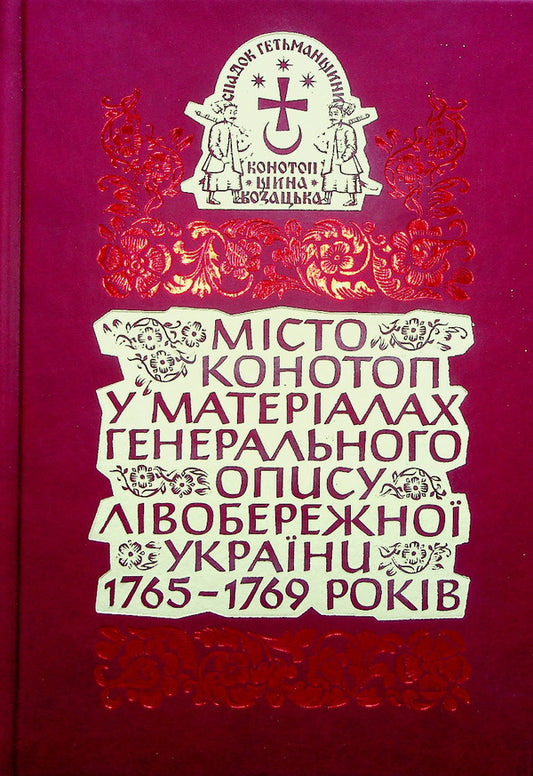 СПАДОК ГЕТЬМАНЩИНИ
КОНОТОП
ЩИНА
КОЗАЦЬКА
МІСТО
КОНОТОП
У МАТЕРІАЛАХ
ГЕНЕРАЛЬНОГО
ОПИСУ
ЛІВОБЕРЕЖНОЇ
УКРАЇНИ
1765–1769 РОКІВ